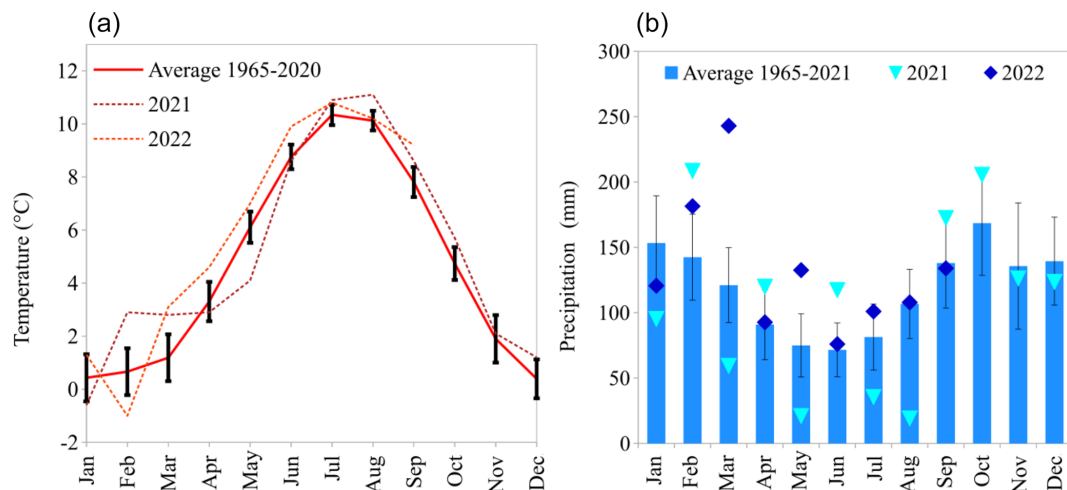 (a)
Average 1965-2020
2021
2022
Temperature (°C)
12
10
8
6
4
2
0
-2
Jan
Feb
Mar
Apr
May
Jun
Jul
Aug
Sep
Oct
Nov
Dec
(b)
Average 1965-2021
2021
2022
Precipitation (mm)
300
250
200
150
100
50
0
Jan
Feb
Mar
Apr
May
Jun
Jul
Aug
Sep
Oct
Nov
Dec